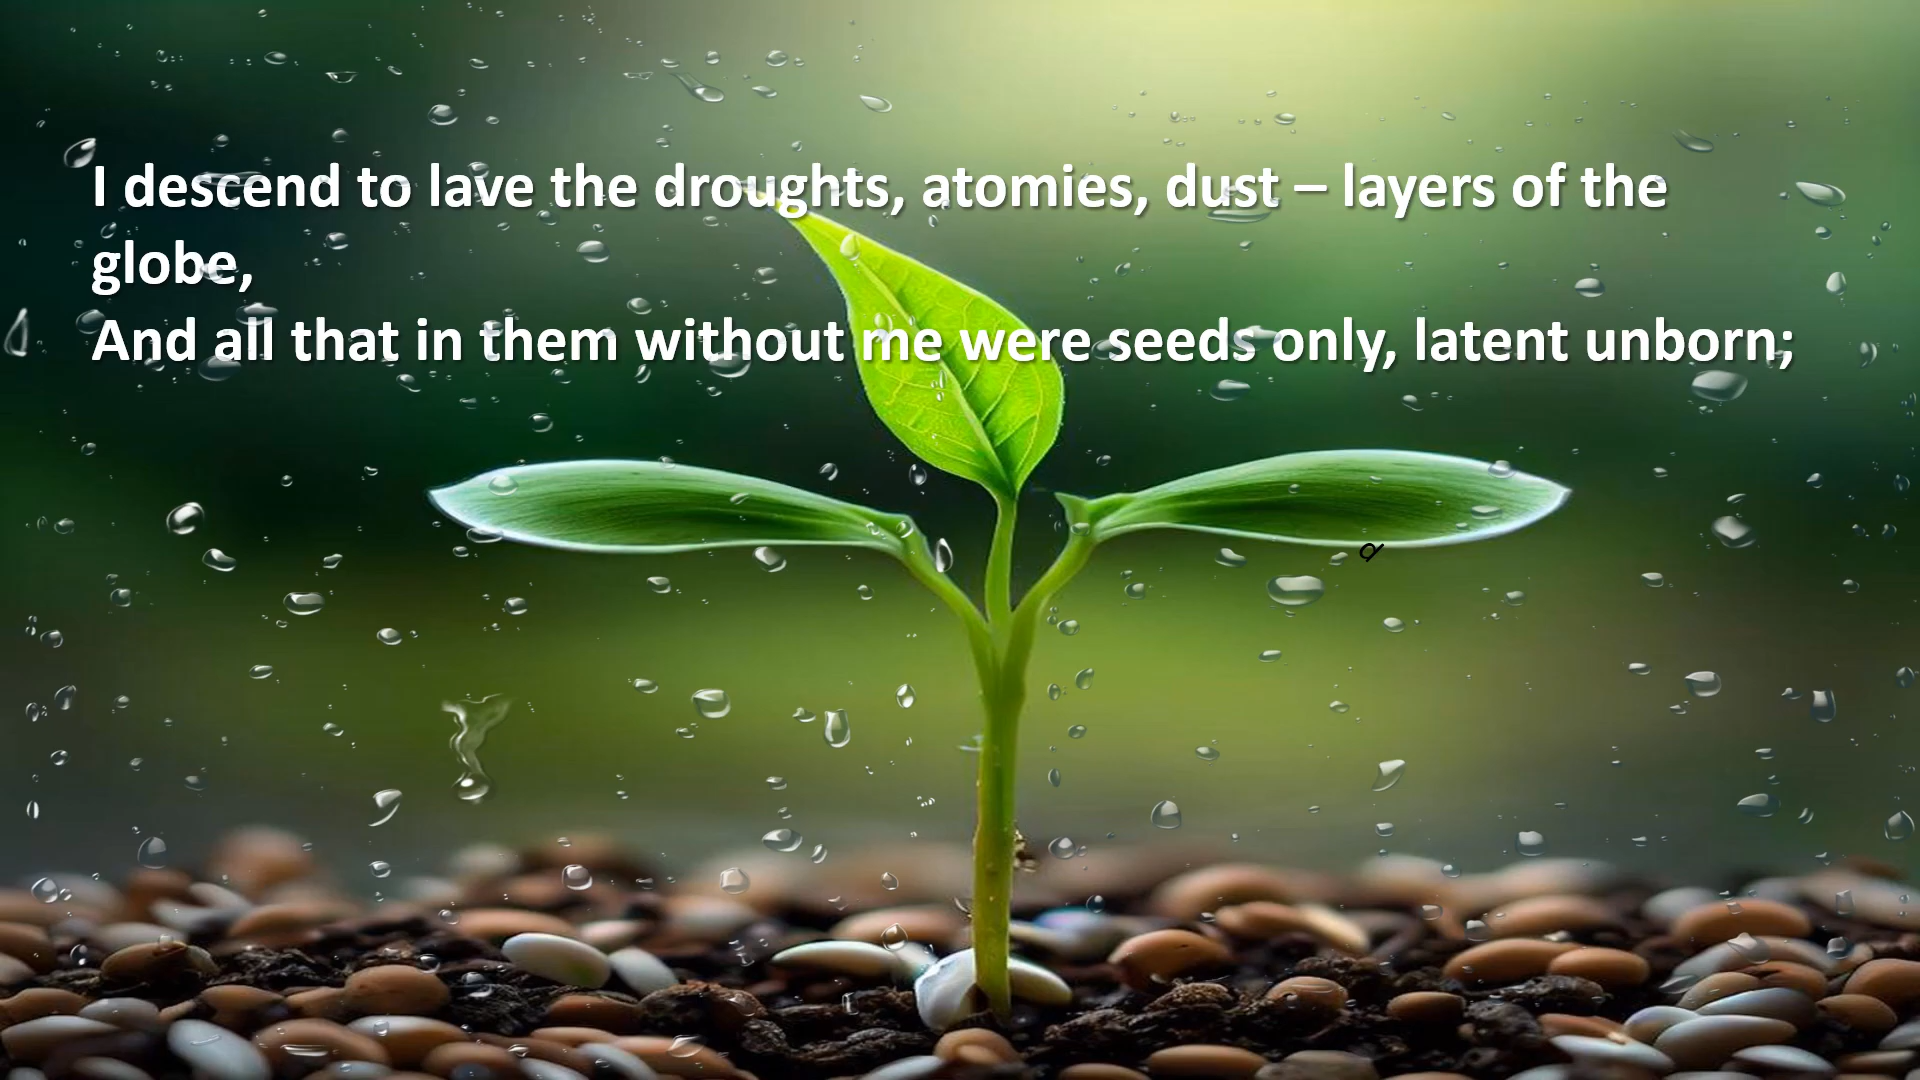 I descend to lave the droughts, atomies, dust – layers of the
globe,
And all that in them without me were seeds only, latent unborn;